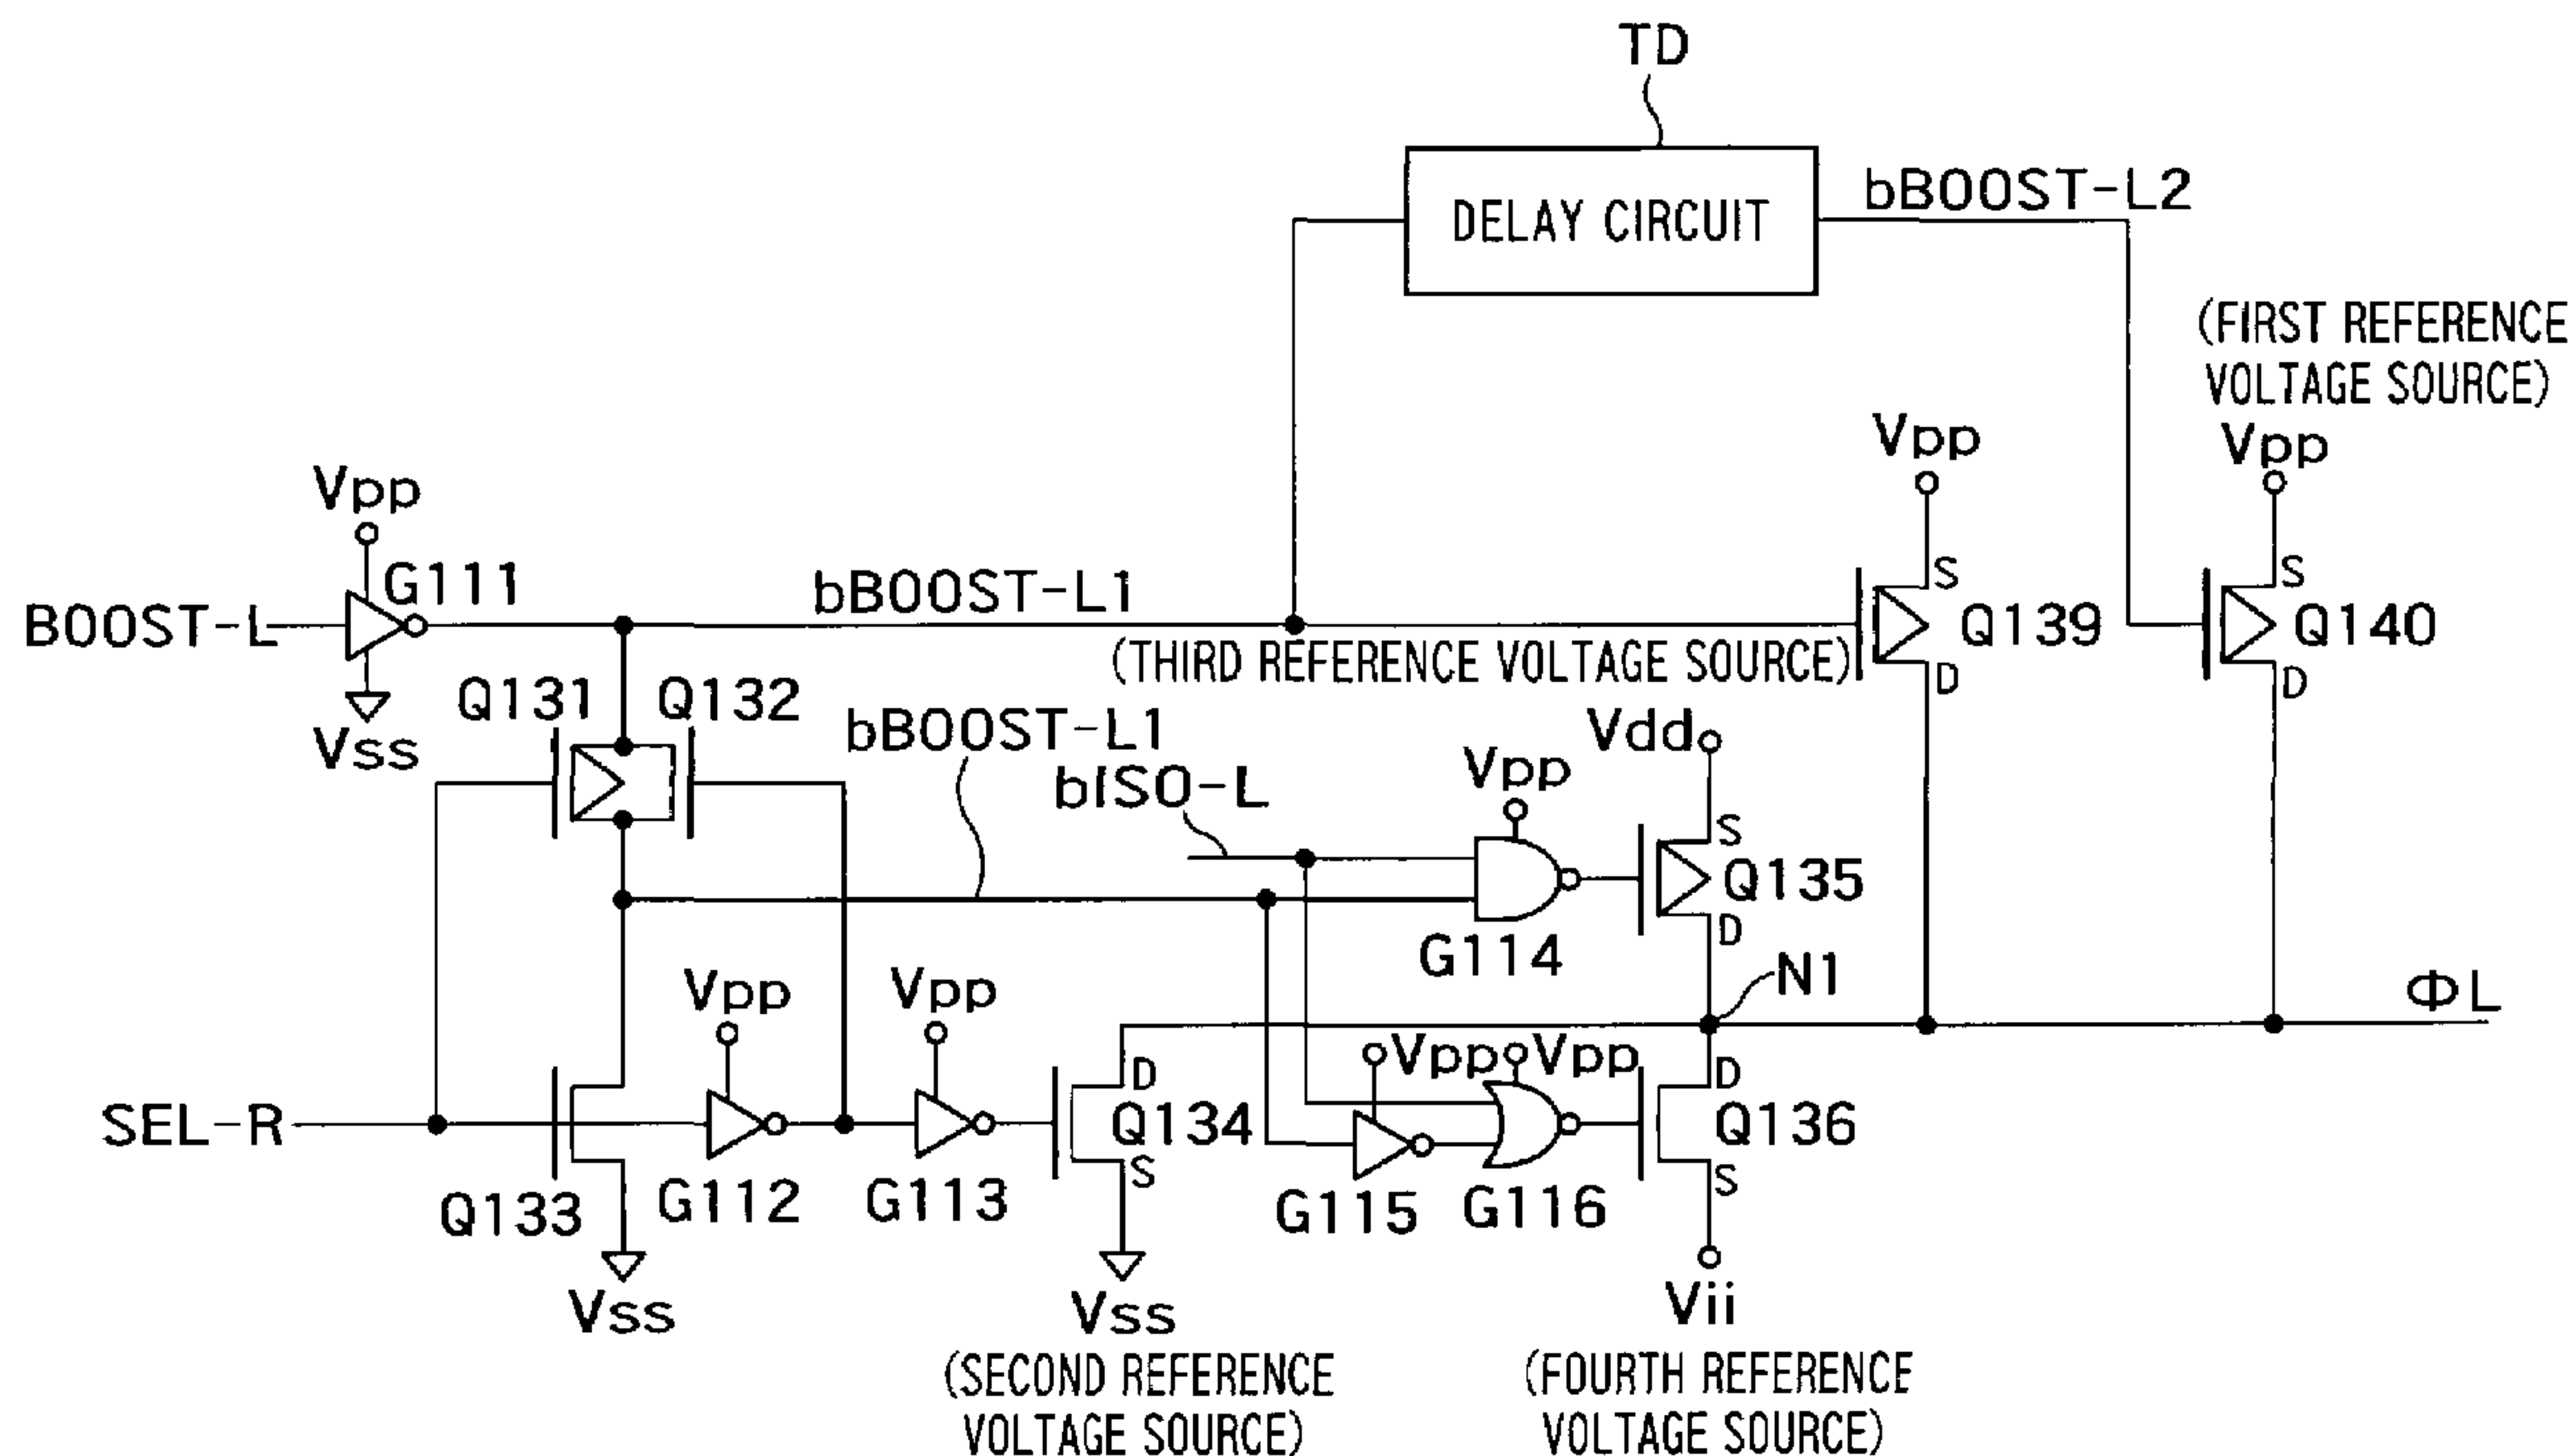 TD
DELAY CIRCUIT
bBOOST-L2
(FIRST REFERENCE
VOLTAGE SOURCE)
Vpp
Vpp
Vpp
G111
BOOST-L
bBOOST-L1
S
Q139
D
S
Q140
D
(THIRD REFERENCE VOLTAGE SOURCE)
Vss
Q131
Q132
bBOOST-L1
bISO-L
Vpp
Vdd
S
Q135
D
G114
N1
ΦL
Vpp
Vpp
Vpp
Vpp
SEL-R
Q133
G112
G113
D
Q134
S
G115
G116
D
Q136
S
Vss
Vss
Vii
(SECOND REFERENCE
VOLTAGE SOURCE)
(FOURTH REFERENCE
VOLTAGE SOURCE)